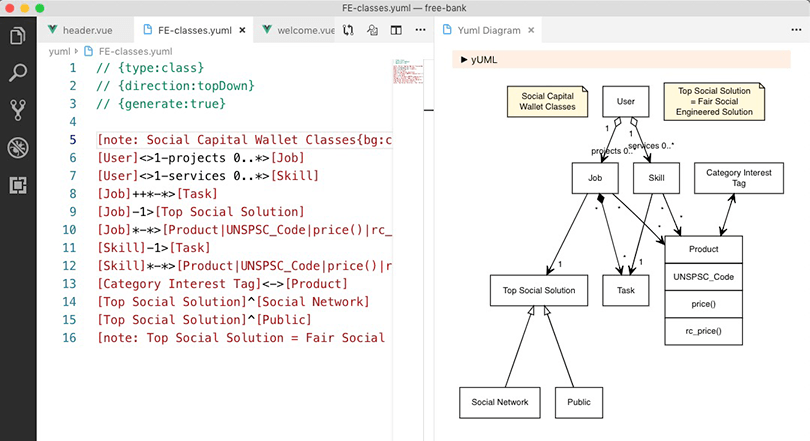 FE-classes.yuml — free-bank
header.vue
FE-classes.yuml
welcome.vue
Yuml Diagram
yuml › FE-classes.yuml
1 // {type:class}
2 // {direction:topDown}
3 // {generate:true}
4
5 [note: Social Capital Wallet Classes{bg:c
6 [User]<>1-projects 0..*>[Job]
7 [User]<>1-services 0..*>[Skill]
8 [Job]++*-*>[Task]
9 [Job]-1>[Top Social Solution]
10 [Job]*-*>[Product|UNSPSC_Code|price()|rc_
11 [Skill]-1>[Task]
12 [Skill]*-*>[Product|UNSPSC_Code|price()|r
13 [Category Interest Tag]<->[Product]
14 [Top Social Solution]^[Social Network]
15 [Top Social Solution]^[Public]
16 [note: Top Social Solution = Fair Social
yUML
Social Capital
Wallet Classes
User
Top Social Solution
= Fair Social
Engineered Solution
1
1
projects 0..*
services 0..*
Job
Skill
Category Interest
Tag
*
*
*
*
*
1
1
Product
UNSPSC_Code
price()
rc_price()
Top Social Solution
Task
Social Network
Public